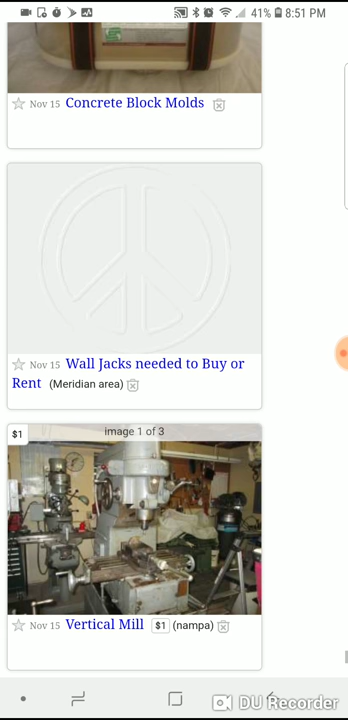 41% 8:51 PM
Nov 15 Concrete Block Molds
Nov 15 Wall Jacks needed to Buy or
Rent (Meridian area)
$1
image 1 of 3
Nov 15 Vertical Mill $1 (nampa)
DU Recorder